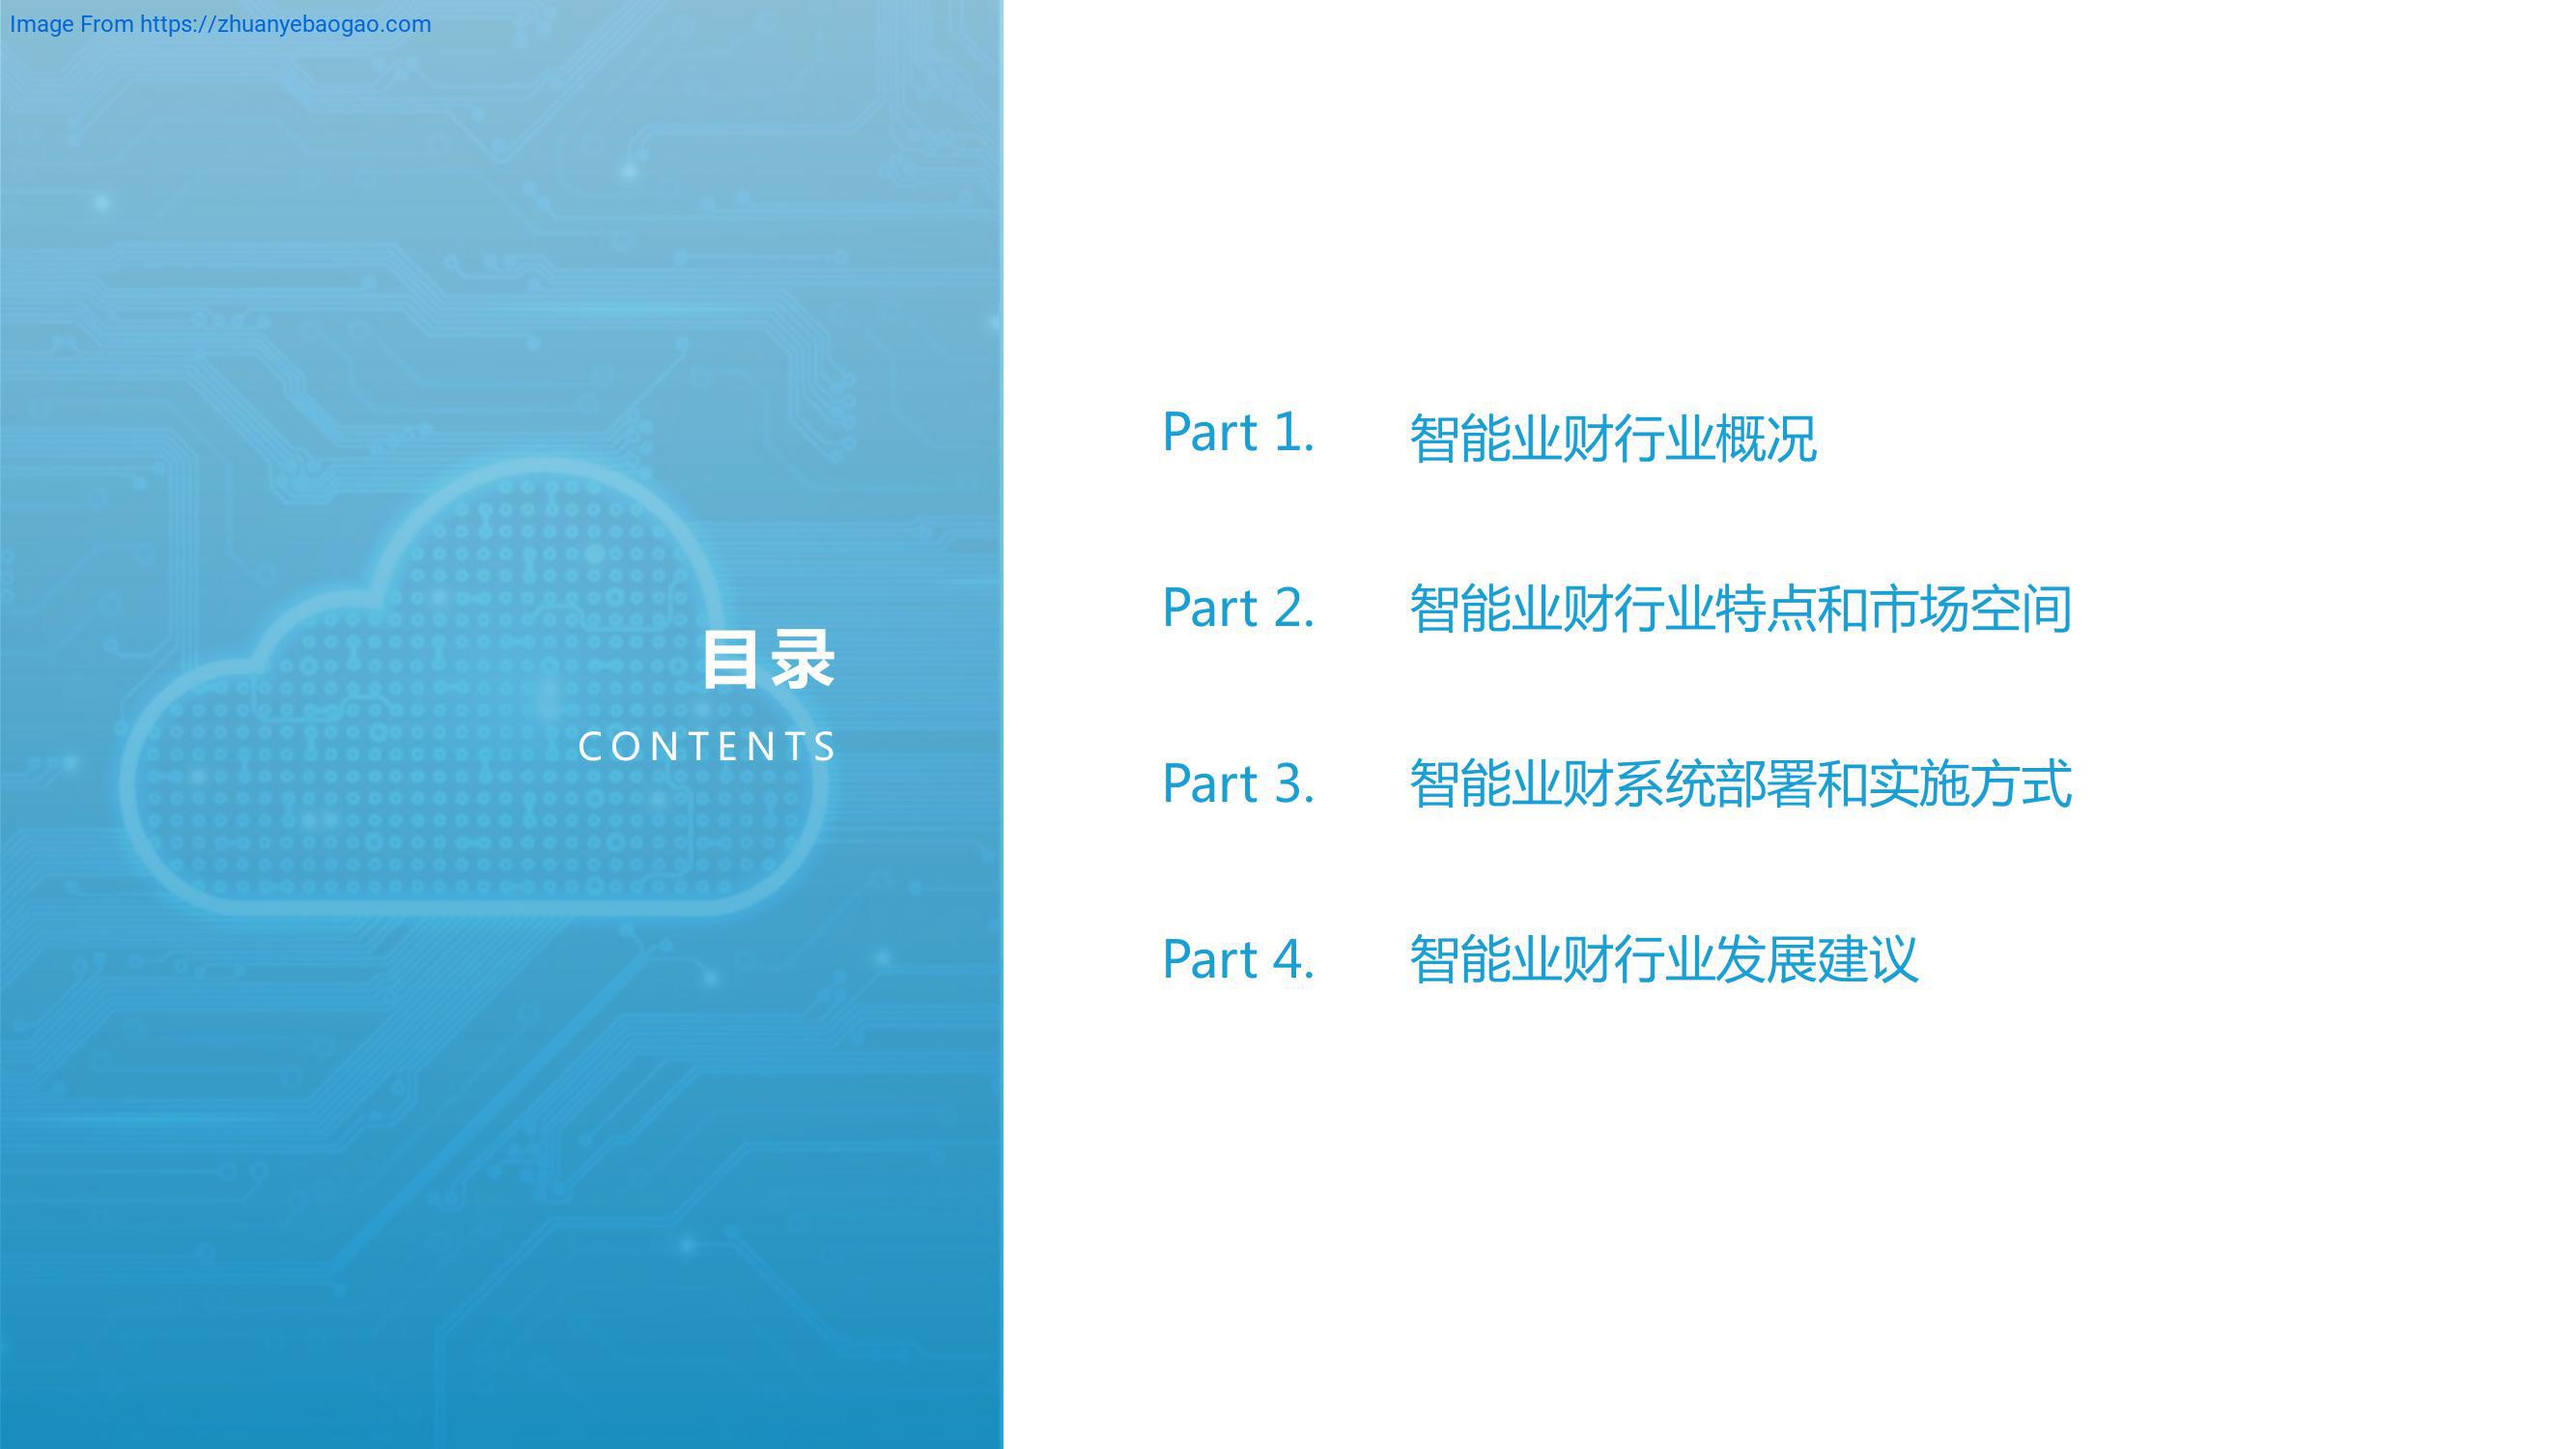 Image From https://zhuanyebaogao.com
目录
CONTENTS
Part 1. 智能业财行业概况
Part 2. 智能业财行业特点和市场空间
Part 3. 智能业财系统部署和实施方式
Part 4. 智能业财行业发展建议